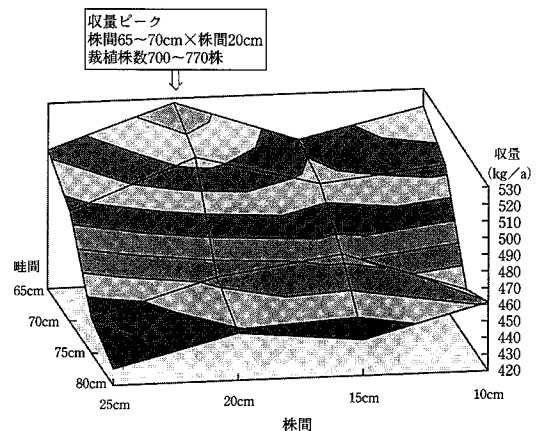 収量ピーク
株間65～70cm×株間20cm
栽植株数700～770株
収量
(kg/a)
530
520
510
500
490
480
470
460
450
440
430
420
畦間
65cm
70cm
75cm
80cm
25cm
20cm
15cm
10cm
株間